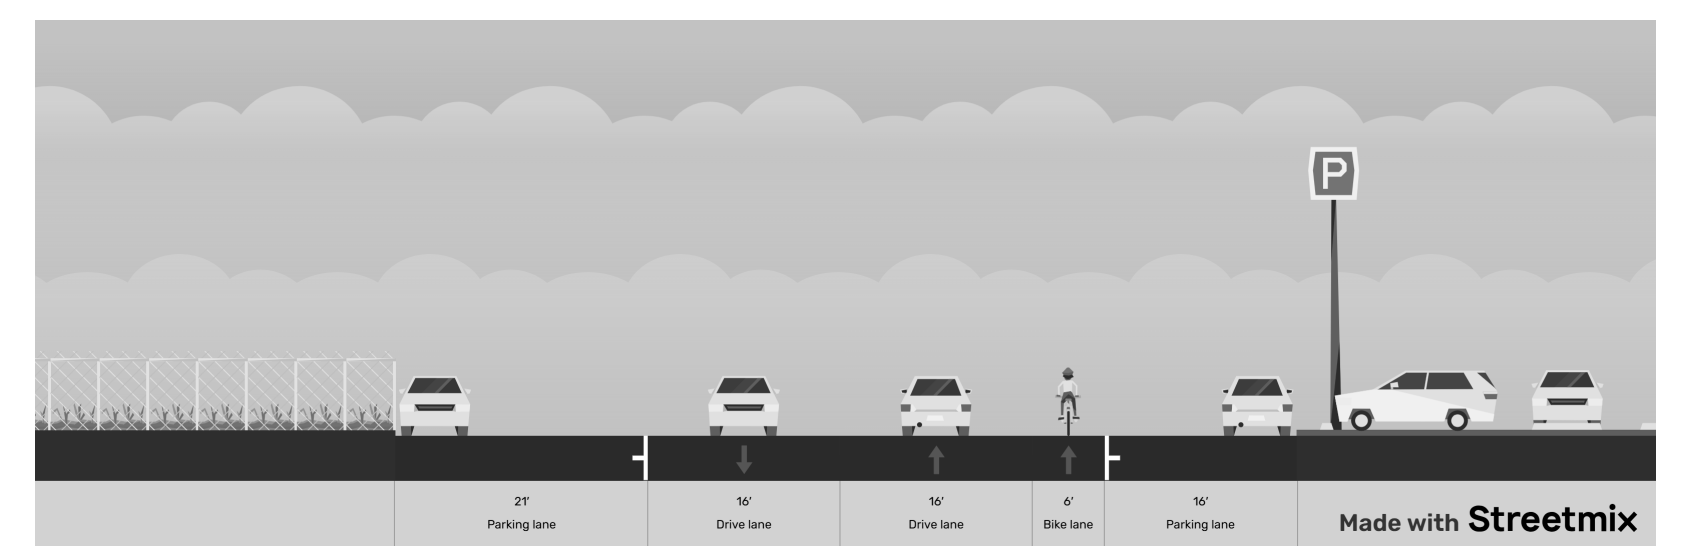 P
21′
Parking lane
16′
Drive lane
16′
Drive lane
6′
Bike lane
16′
Parking lane
Made with Streetmix